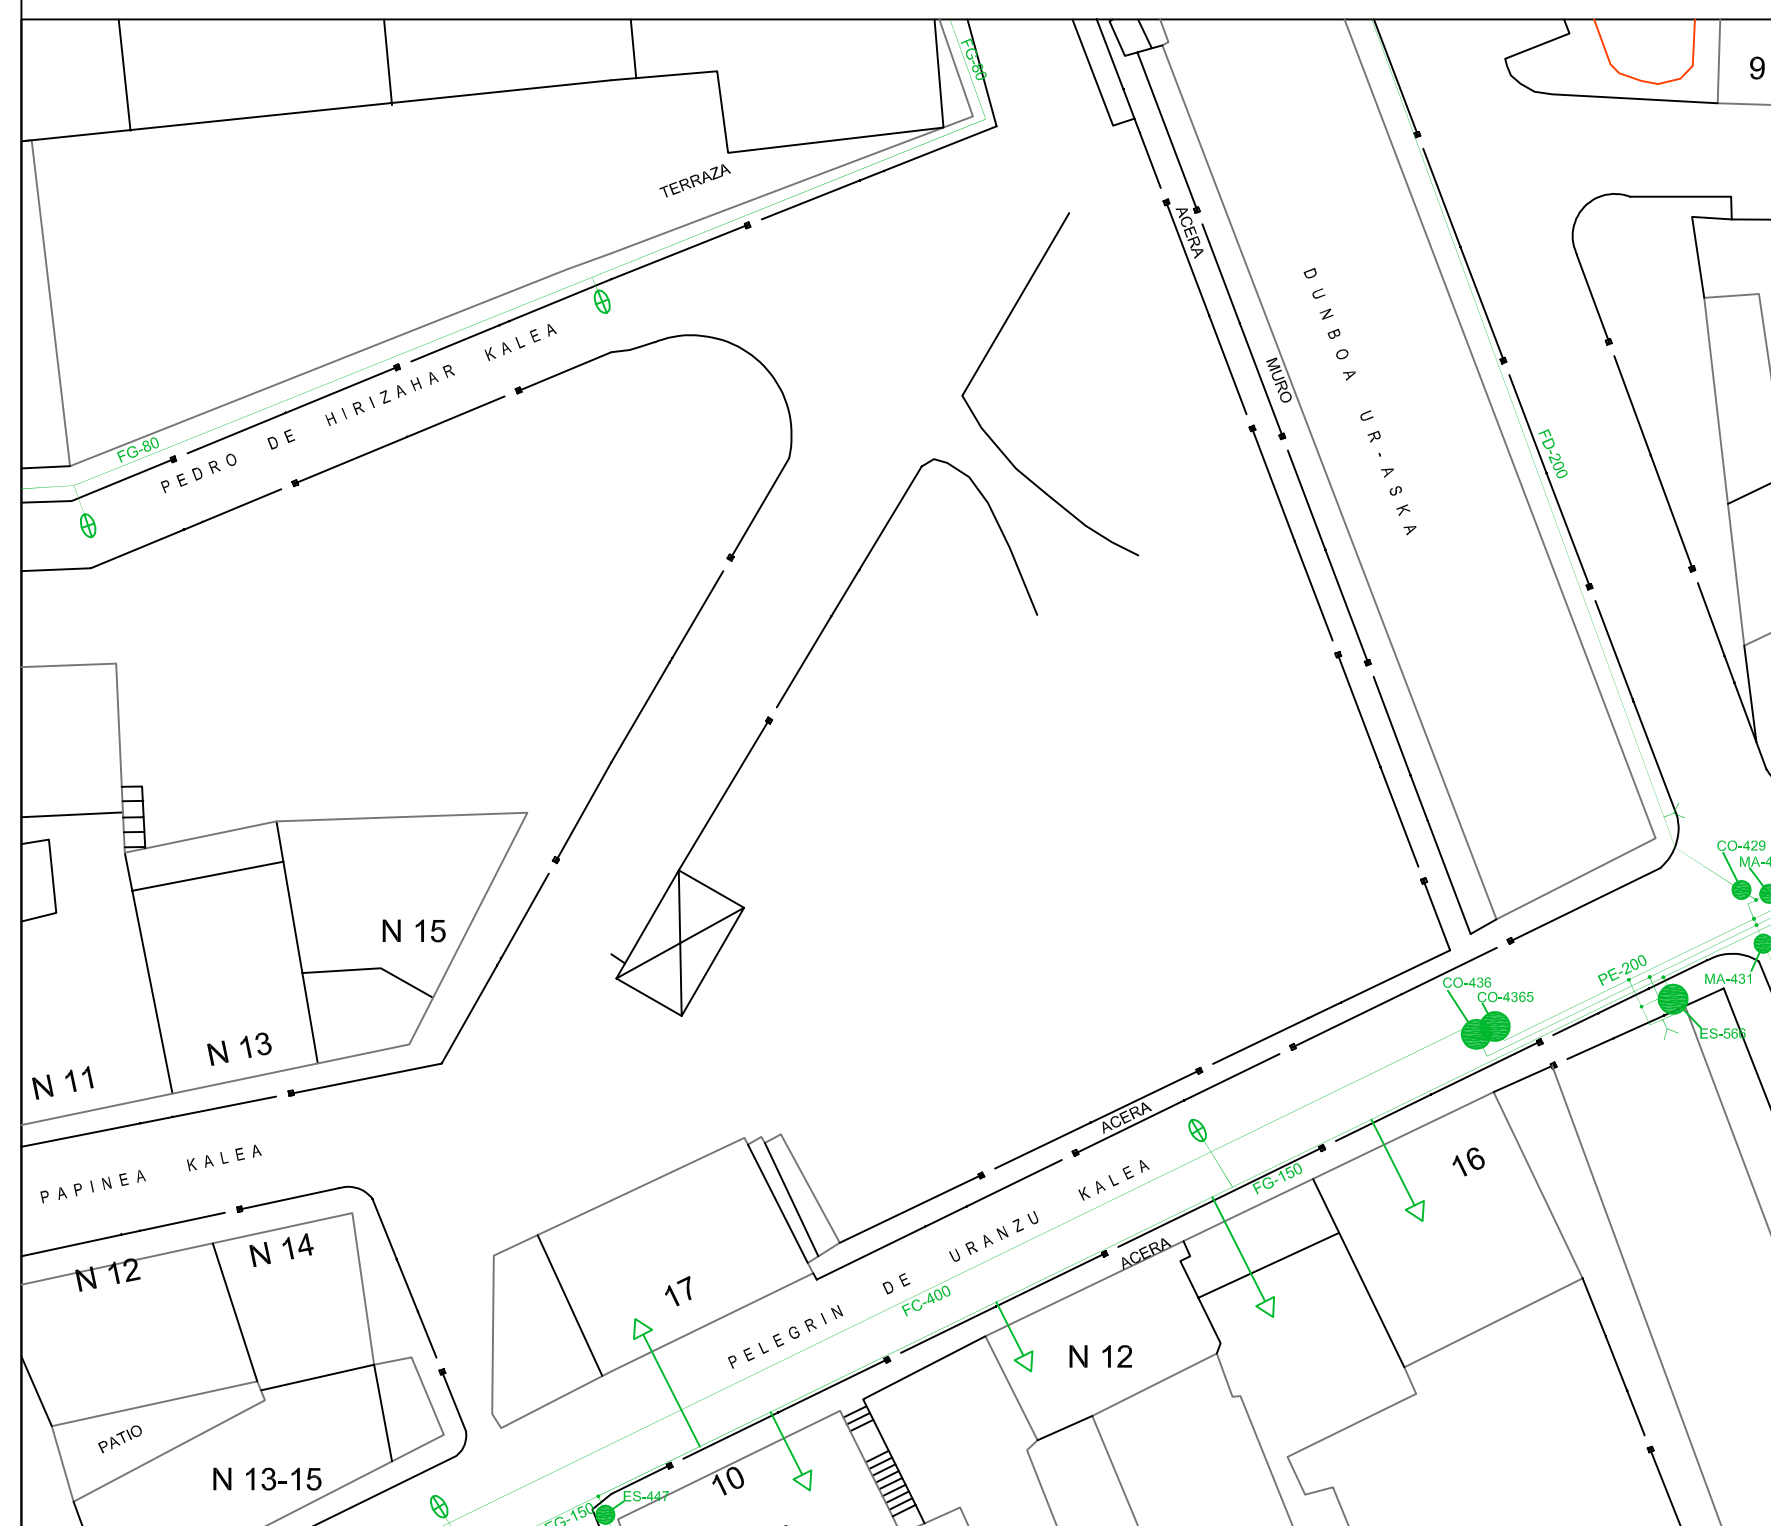 FG-80
9
TERRAZA
ACERA
DUNBOA UR-ASKA
PEDRO DE HIRIZAHAR KALEA
MURO
FG-80
FD-200
CO-429
MA-4
N 15
PE-200
MA-431
CO-436
CO-4365
ES-566
N 13
N 11
ACERA
PAPINEA KALEA
16
FG-150
PELEGRIN DE URANZU KALEA
ACERA
N 14
N 12
17
FC-400
N 12
PATIO
N 13-15
10
ES-447
FG-150